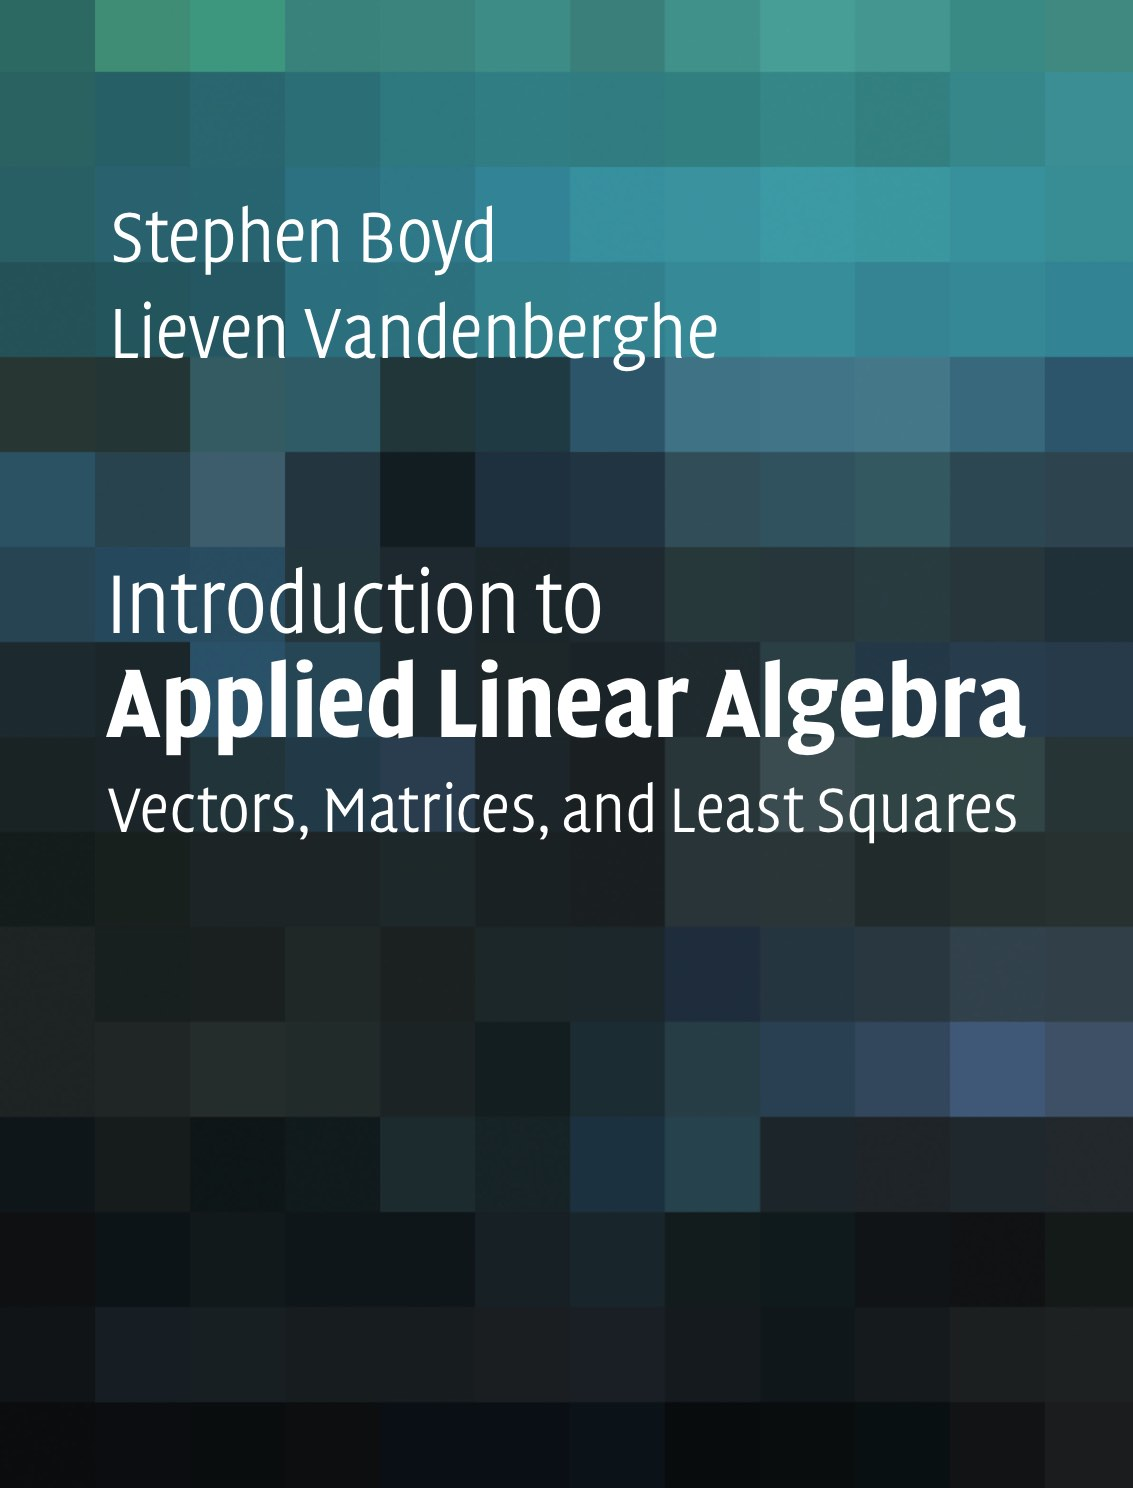 Stephen Boyd
Lieven Vandenberghe
Introduction to
Applied Linear Algebra
Vectors, Matrices, and Least Squares